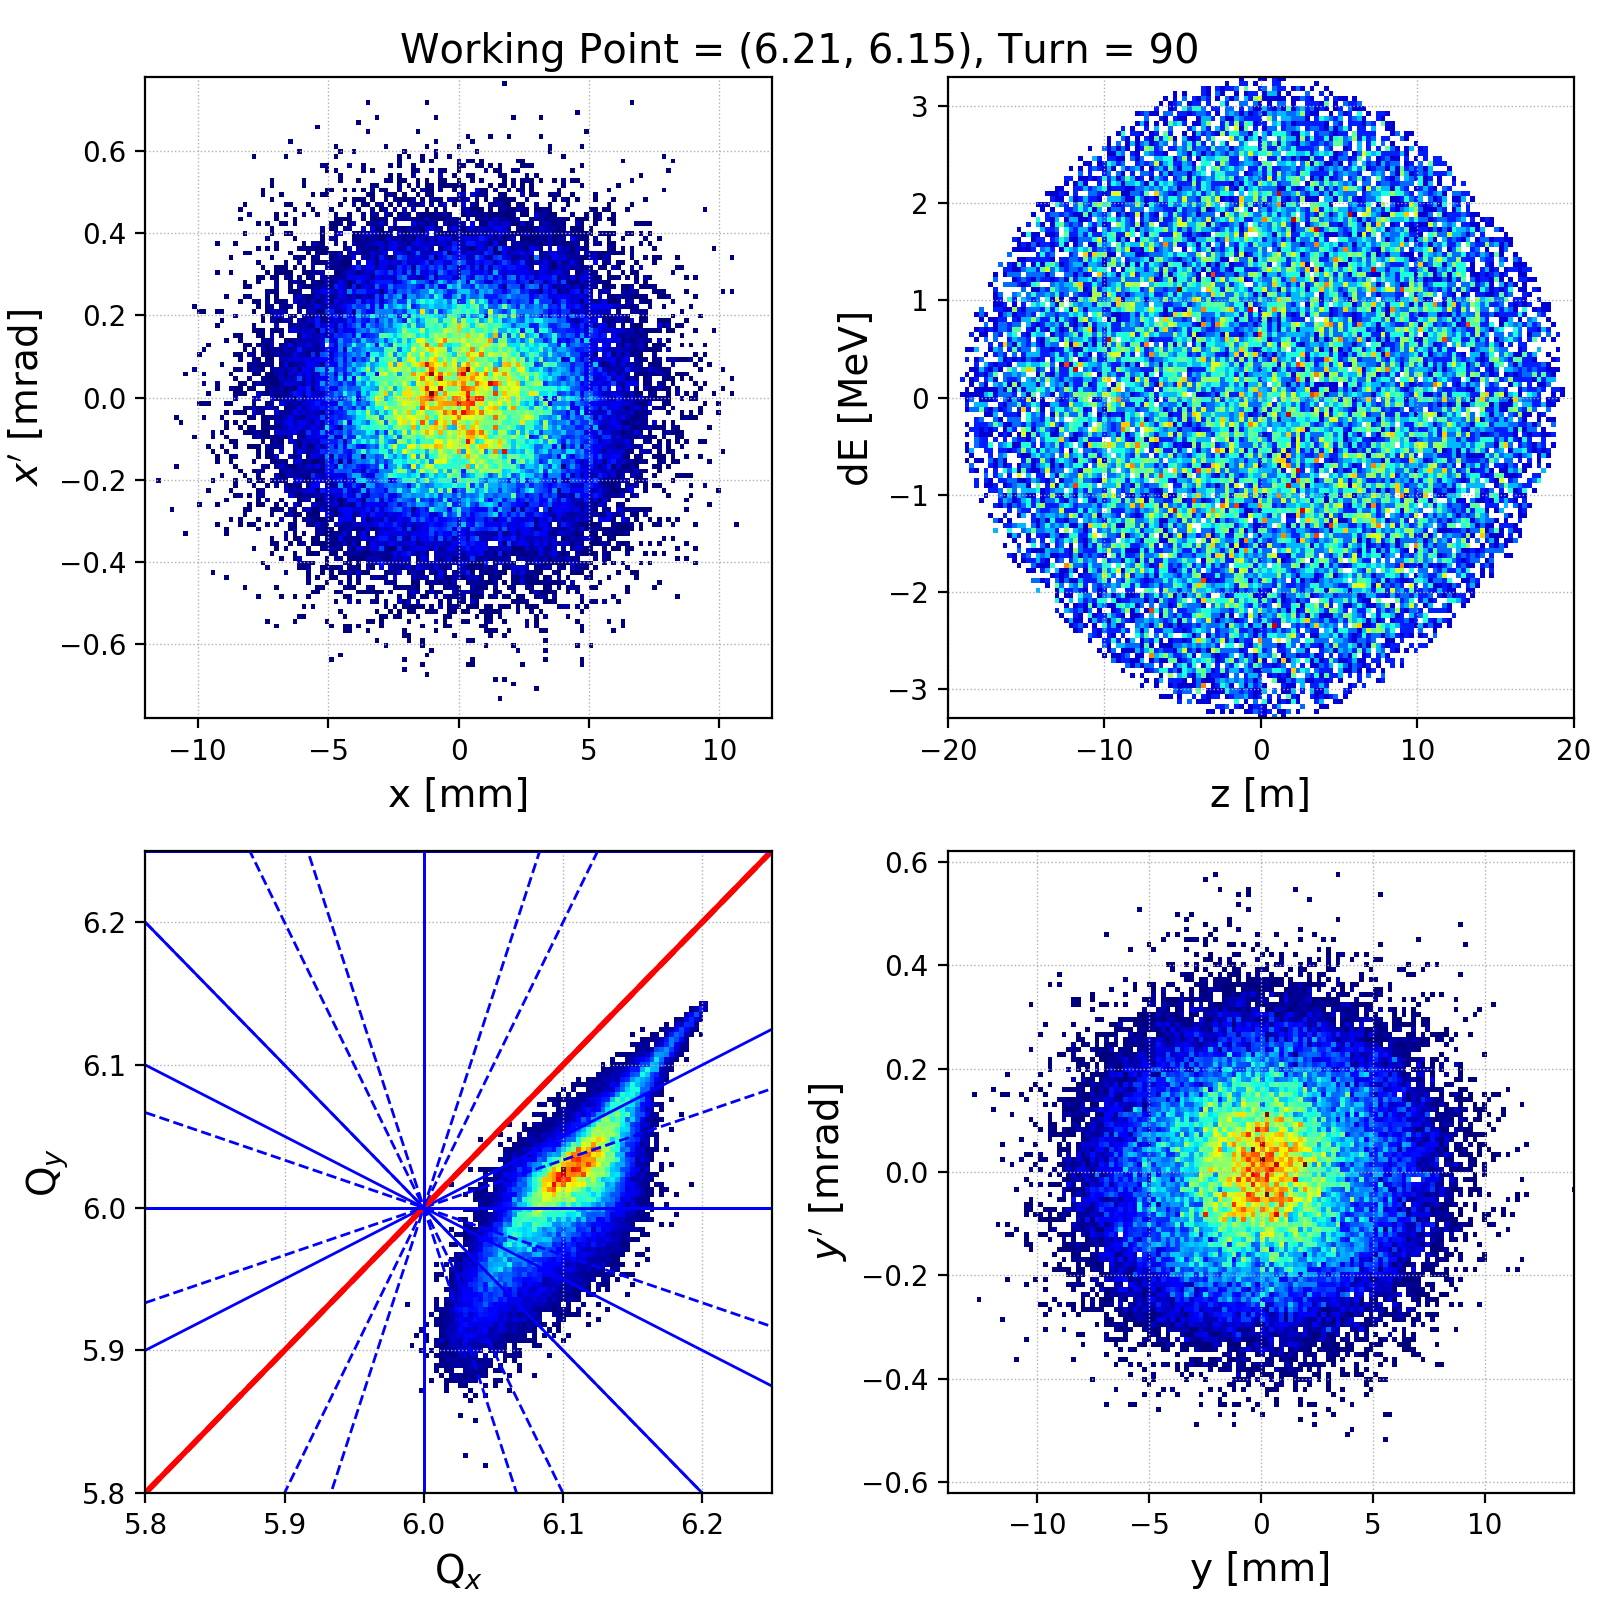 Working Point = (6.21, 6.15), Turn = 90
0.6
0.4
0.2
0.0
−0.2
−0.4
−0.6
x′ [mrad]
−10 −5 0 5 10
x [mm]
3
2
1
0
−1
−2
−3
dE [MeV]
−20 −10 0 10 20
z [m]
6.2
6.1
6.0
5.9
5.8
Qy
5.8 5.9 6.0 6.1 6.2
Qx
0.6
0.4
0.2
0.0
−0.2
−0.4
−0.6
y′ [mrad]
−10 −5 0 5 10
y [mm]